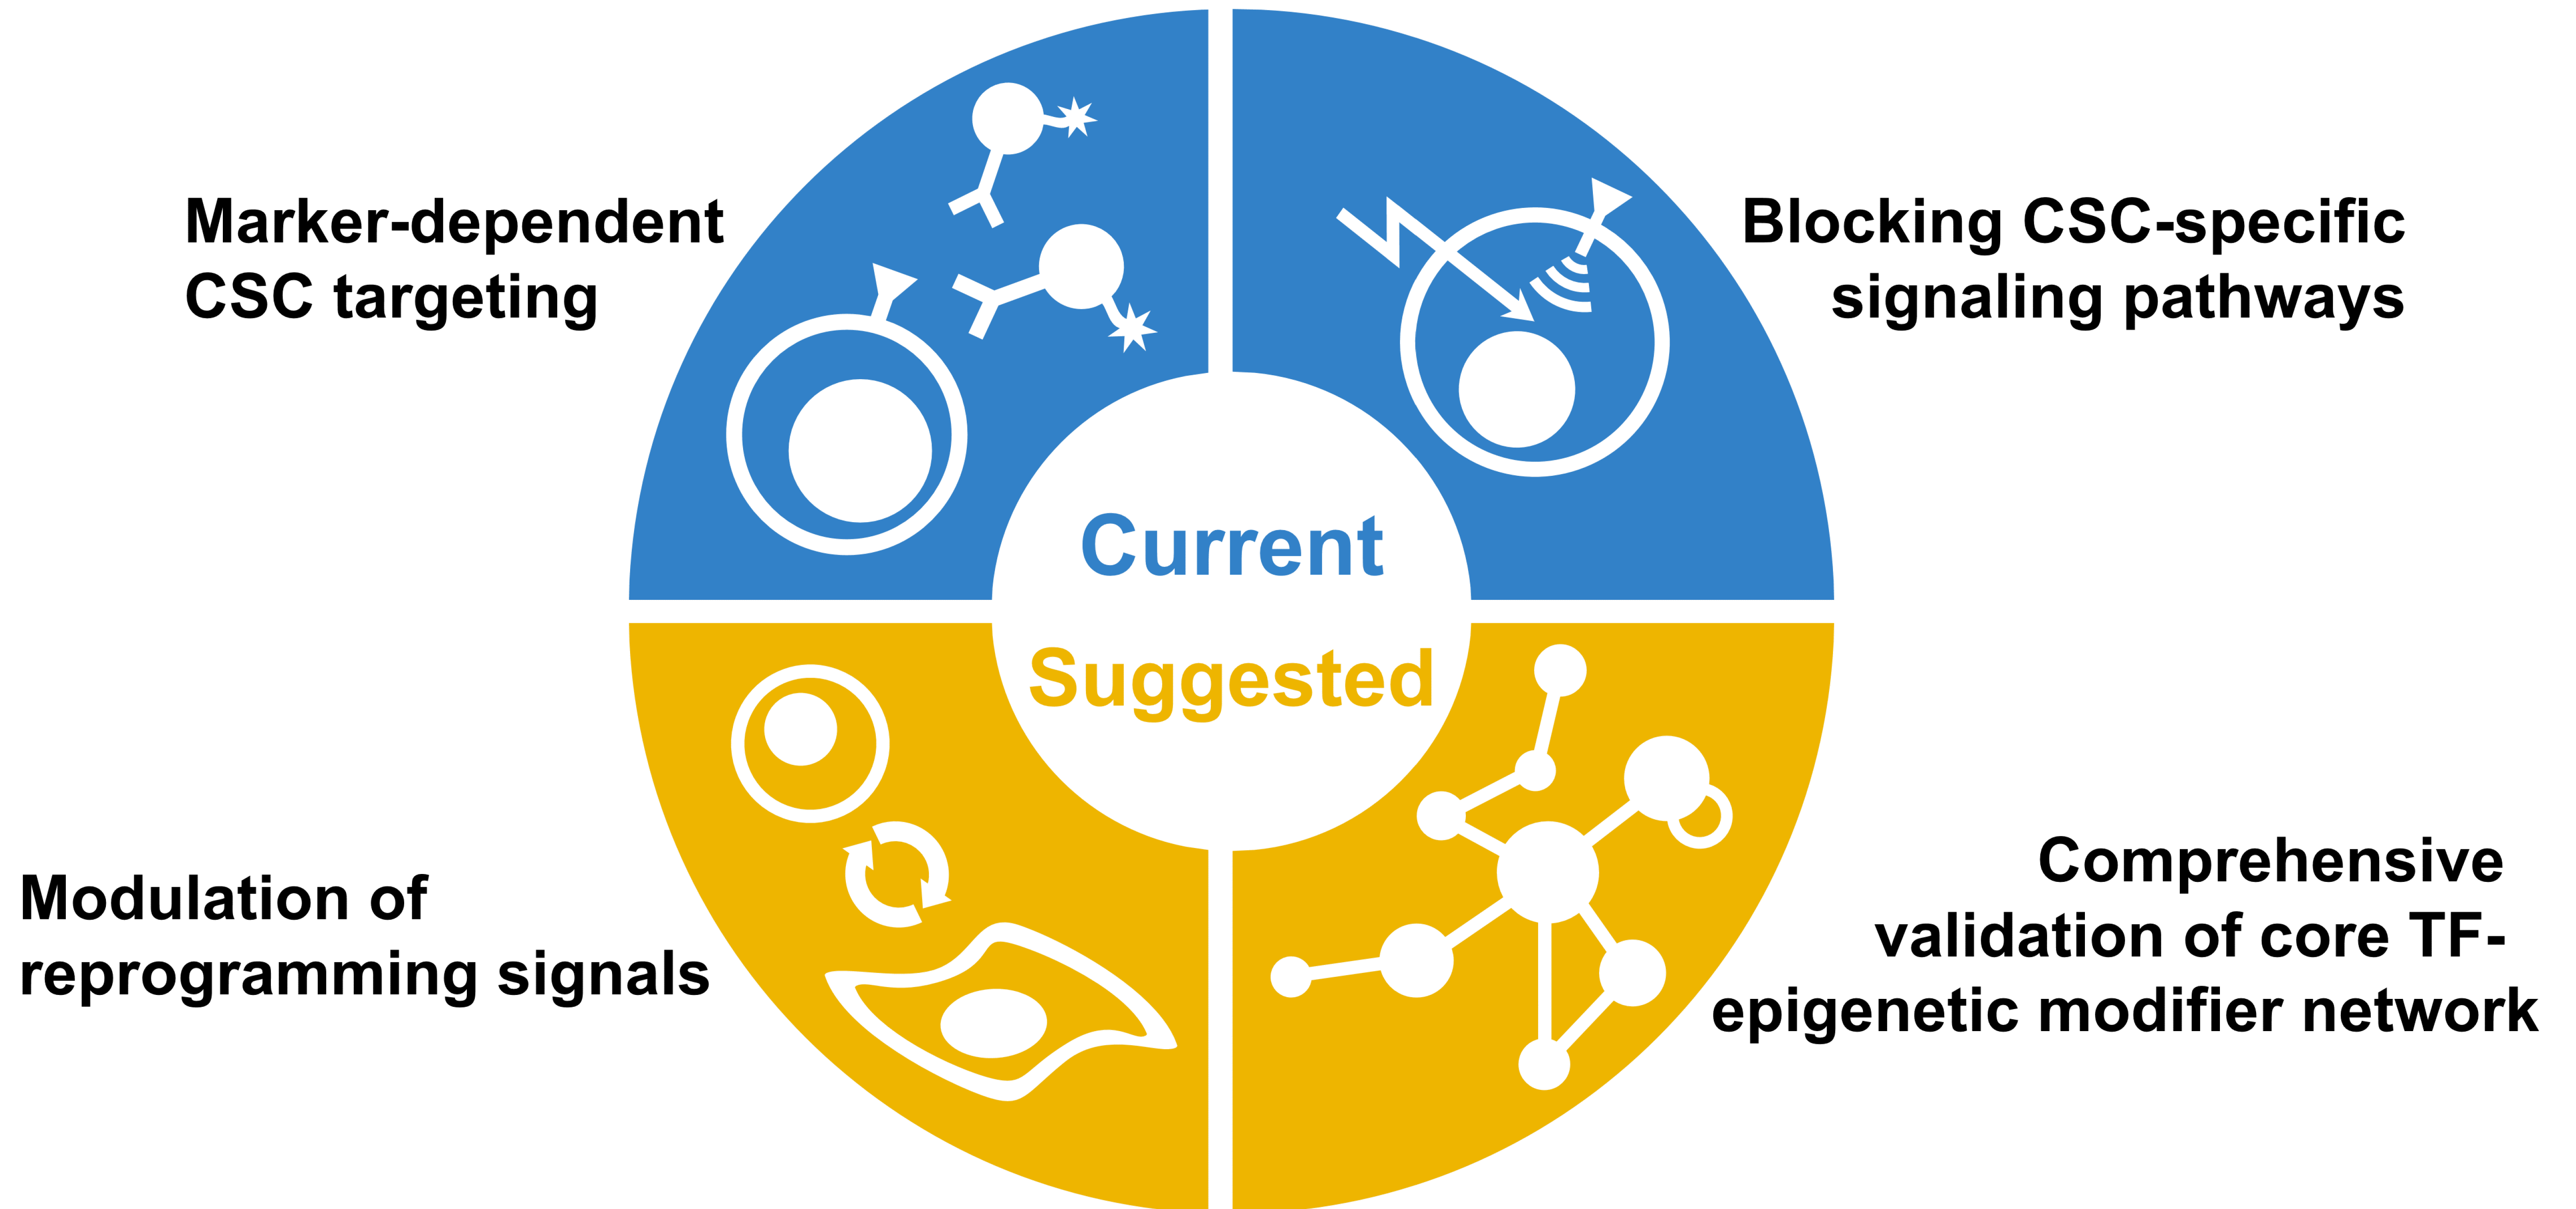 Marker-dependent
CSC targeting
Blocking CSC-specific
signaling pathways
Current
Suggested
Modulation of
reprogramming signals
Comprehensive
validation of core TF-
epigenetic modifier network